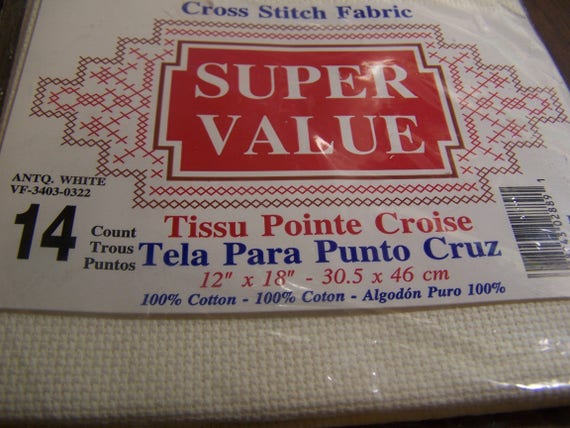 Cross Stitch Fabric
SUPER
VALUE
ANTQ. WHITE
VF-3403-0322
14
Count
Trous
Puntos
Tissu Pointe Croise
Tela Para Punto Cruz
12" x 18" - 30.5 x 46 cm
100% Cotton - 100% Coton - Algodón Puro 100%